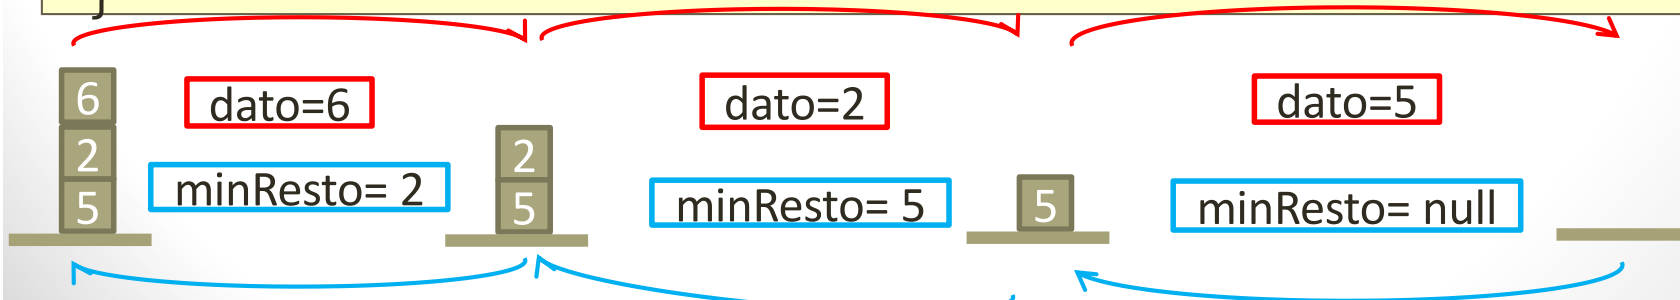 }
6
2
5
dato=6
minResto= 2
2
5
dato=2
minResto= 5
5
dato=5
minResto= null